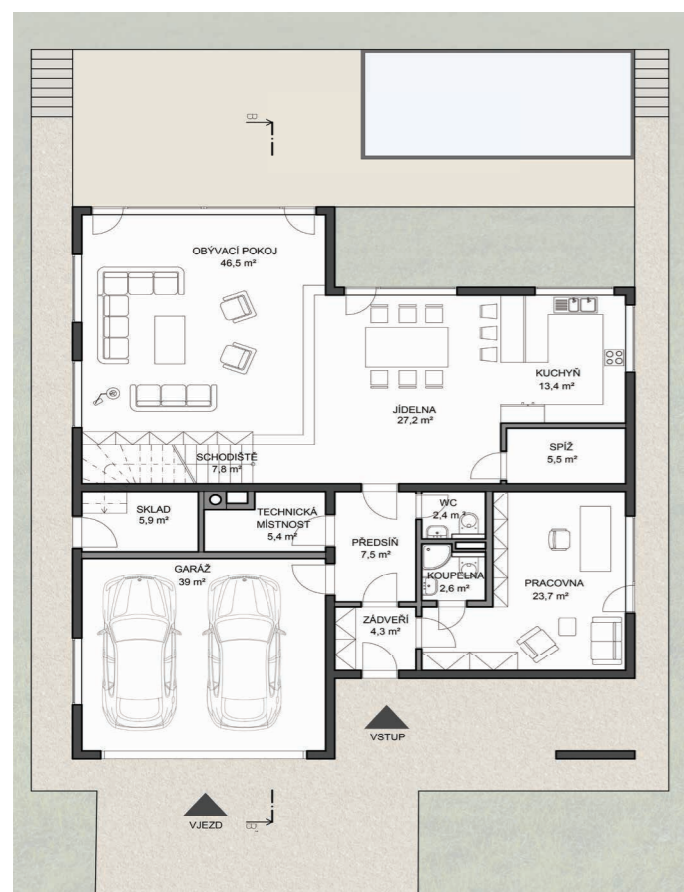 OBÝVACÍ POKOJ
46,5 m²
KUCHYŇ
13,4 m²
JÍDELNA
27,2 m²
SPÍŽ
5,5 m²
SCHODIŠTĚ
7,8 m²
SKLAD
5,9 m²
TECHNICKÁ
MÍSTNOST
5,4 m²
WC
2,4 m²
PŘEDSÍŇ
7,5 m²
GARÁŽ
39 m²
KOUPELNA
2,6 m²
PRACOVNA
23,7 m²
ZÁDVEŘÍ
4,3 m²
VSTUP
VJEZD